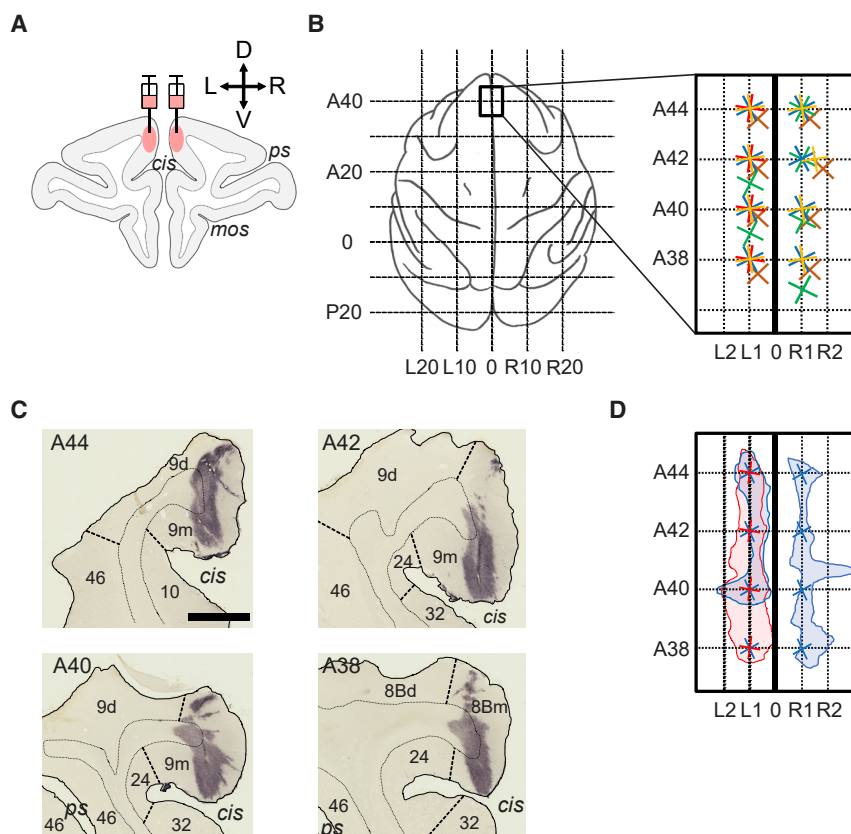 A
D
L R
V
cis
ps
mos
B
A40
A20
0
A10
P20
L20 L10 0 R10 R20
A44
A42
A40
A38
L2 L1 0 R1 R2
C
A44
9d
9m
46
10
cis
A42
9d
9m
24
46
32
cis
A40
9d
9m
24
46
ps
46
32
cis
A38
8Bd
8Bm
24
46
ps
32
cis
D
A44
A42
A40
A38
L2 L1 0 R1 R2